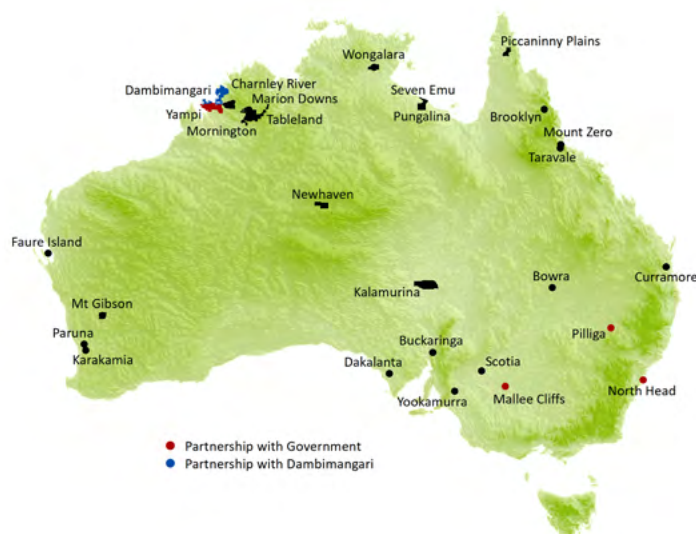 Piccaninny Plains
Wongalara
Dambimangari
Charnley River
Marion Downs
Seven Emu
Yampi
Tableland
Pungalina
Brooklyn
Mornington
Mount Zero
Taravale
Newhaven
Faure Island
Curramore
Bowra
Kalamurina
Mt Gibson
Pilliga
Paruna
Karakamia
Buckaringa
Dakalanta
Scotia
North Head
Yookamurra
Mallee Cliffs
Partnership with Government
Partnership with Dambimangari